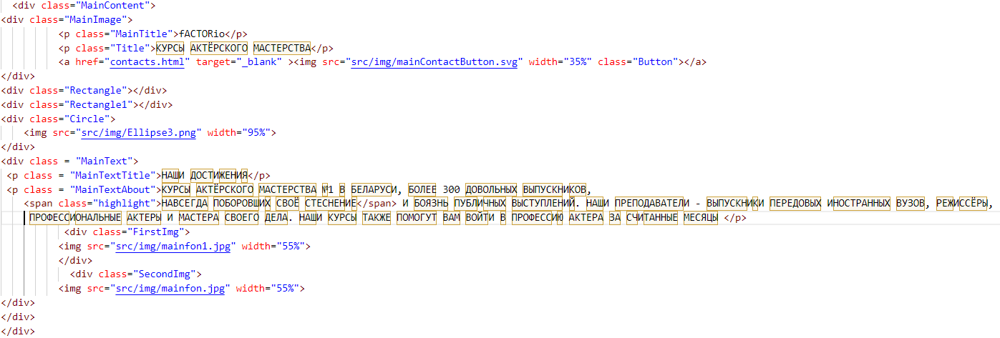 <div class="MainContent">
<div class="MainImage">
<p class="MainTitle">fACTORio</p>
<p class="Title">КУРСЫ АКТЁРСКОГО МАСТЕРСТВА</p>
<a href="contacts.html" target="_blank" ><img src="src/img/mainContactButton.svg" width="35%" class="Button"></a>
</div>
<div class="Rectangle"></div>
<div class="Rectangle1"></div>
<div class="Circle">
<img src="src/img/Ellipse3.png" width="95%">
</div>
<div class = "MainText">
<p class = "MainTextTitle">НАШИ ДОСТИЖЕНИЯ</p>
<p class = "MainTextAbout">КУРСЫ АКТЁРСКОГО МАСТЕРСТВА №1 В БЕЛАРУСИ, БОЛЕЕ 300 ДОВОЛЬНЫХ ВЫПУСКНИКОВ,
<span class="highlight">НАВСЕГДА ПОБОРОВШИХ СВОЁ СТЕСНЕНИЕ</span> И БОЯЗНЬ ПУБЛИЧНЫХ ВЫСТУПЛЕНИЙ. НАШИ ПРЕПОДАВАТЕЛИ - ВЫПУСКНИКИ ПЕРЕДОВЫХ ИНОСТРАННЫХ ВУЗОВ, РЕЖИССЁРЫ,
ПРОФЕССИОНАЛЬНЫЕ АКТЕРЫ И МАСТЕРА СВОЕГО ДЕЛА. НАШИ КУРСЫ ТАКЖЕ ПОМОГУТ ВАМ ВОЙТИ В ПРОФЕССИЮ АКТЕРА ЗА СЧИТАННЫЕ МЕСЯЦЫ </p>
<div class="FirstImg">
<img src="src/img/mainfon1.jpg" width="55%">
</div>
<div class="SecondImg">
<img src="src/img/mainfon.jpg" width="55%">
</div>
</div>
</div>